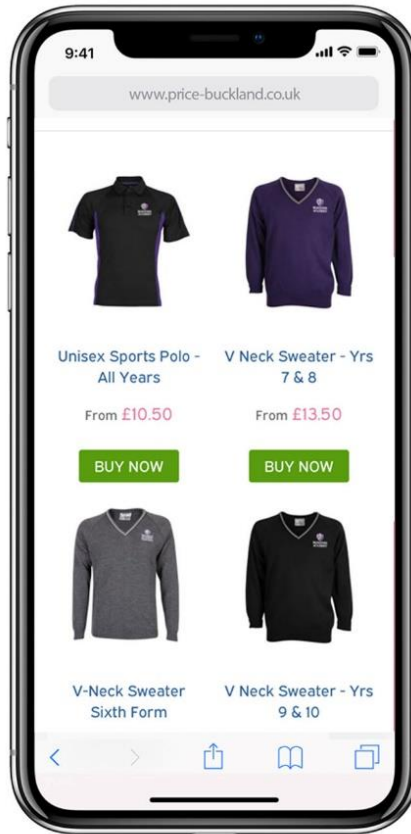 9:41
www.price-buckland.co.uk
Unisex Sports Polo -
All Years
From £10.50
BUY NOW
V Neck Sweater - Yrs
7 & 8
From £13.50
BUY NOW
V-Neck Sweater
Sixth Form
V Neck Sweater - Yrs
9 & 10